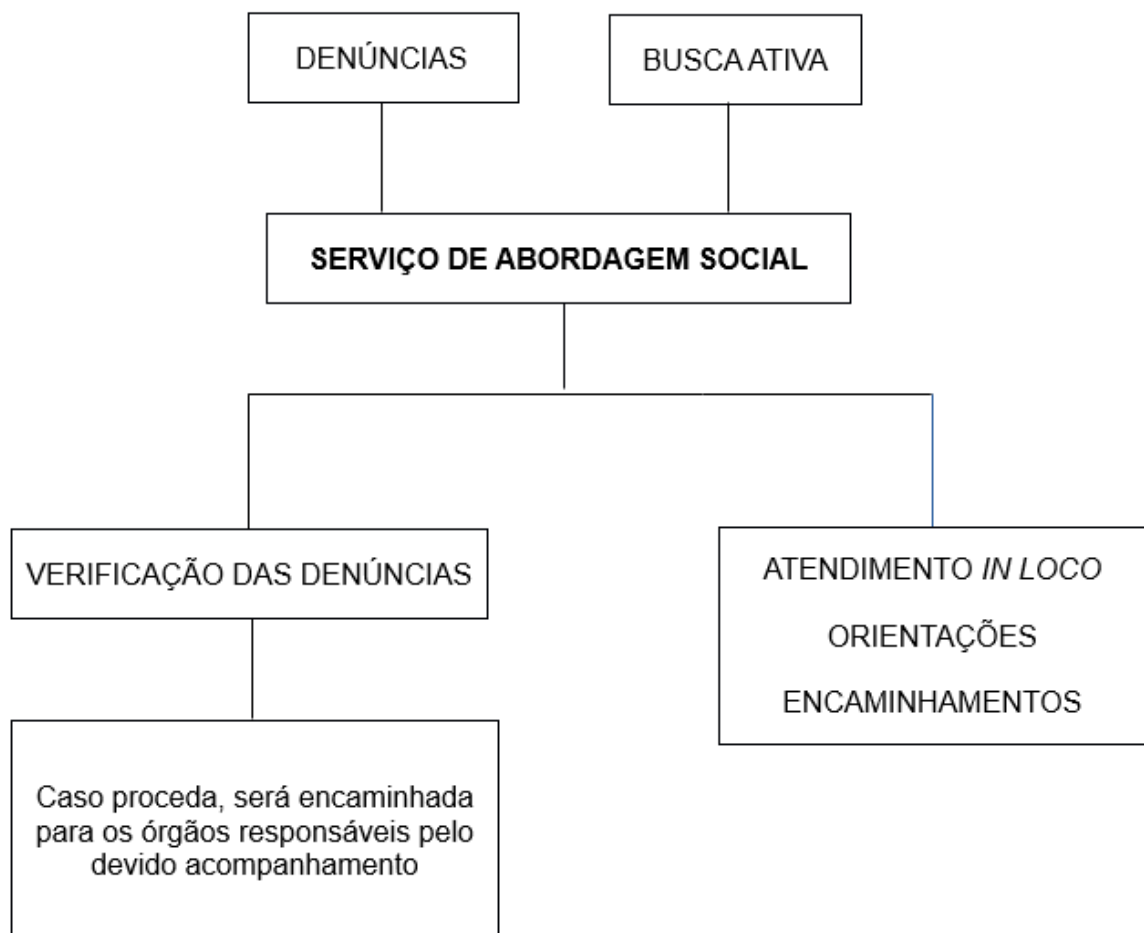 DENÚNCIAS
BUSCA ATIVA
SERVIÇO DE ABORDAGEM SOCIAL
VERIFICAÇÃO DAS DENÚNCIAS
ATENDIMENTO IN LOCO
ORIENTAÇÕES
ENCAMINHAMENTOS
Caso proceda, será encaminhada
para os órgãos responsáveis pelo
devido acompanhamento